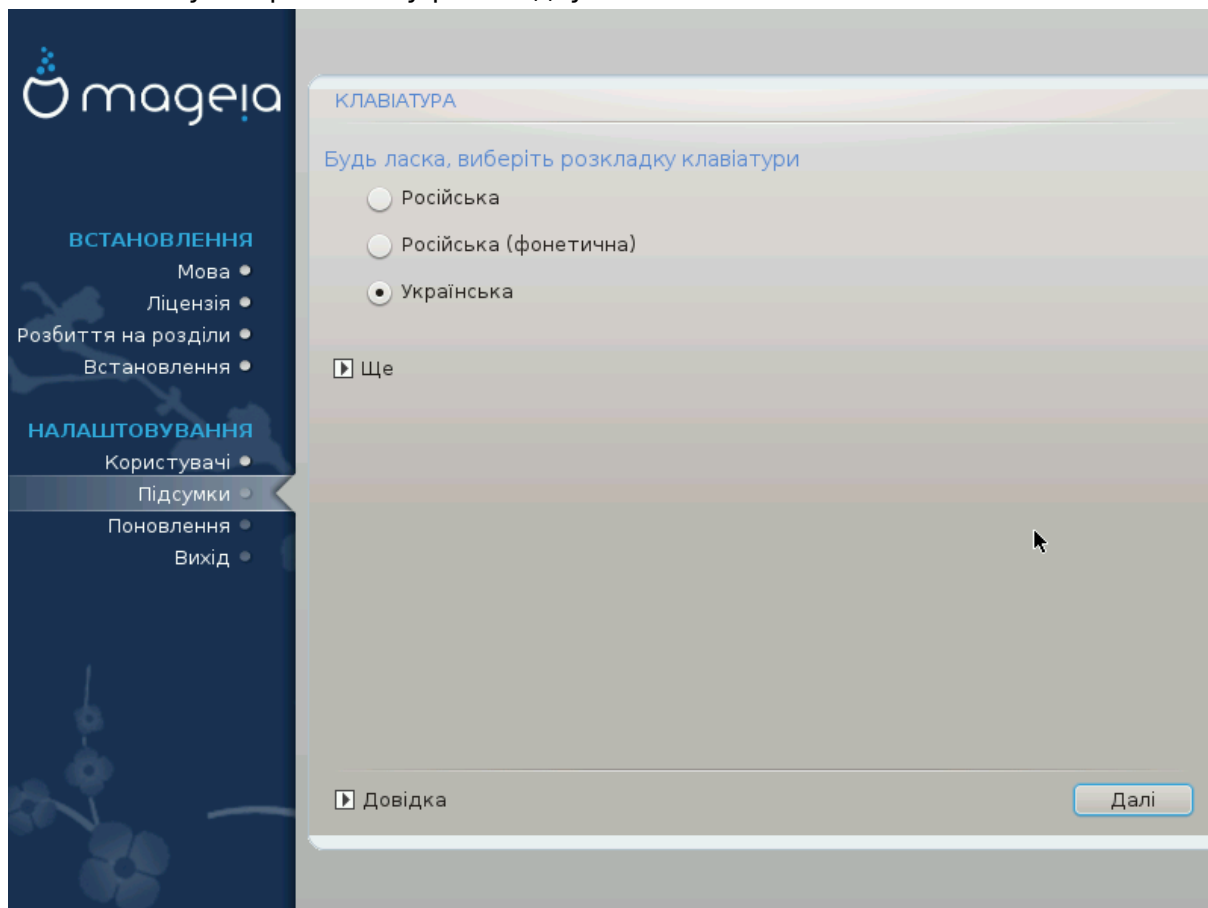 mageia
ВСТАНОВЛЕННЯ
Мова
Ліцензія
Розбиття на розділи
Встановлення
НАЛАШТОВУВАННЯ
Користувачі
Підсумки
Поновлення
Вихід
КЛАВІАТУРА
Будь ласка, виберіть розкладку клавіатури
Російська
Російська (фонетична)
Українська
Ще
Довідка
Далі